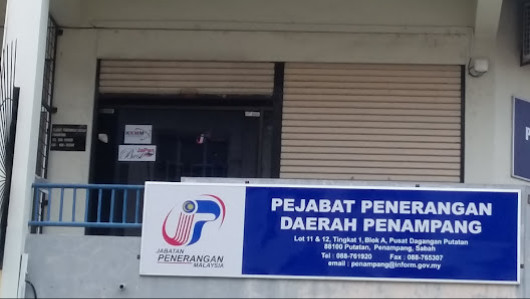 PEJABAT PENERANGAN
DAERAH PENAMPANG
Lot 11 & 12, Tingkat 1, Blok A, Pusat Dagangan Putatan
88100 Putatan, Penampang, Sabah
Tel : 088-761920 Fax : 088-765307
email : penampang@inform.gov.my
JABATAN
PENERANGAN
MALAYSIA